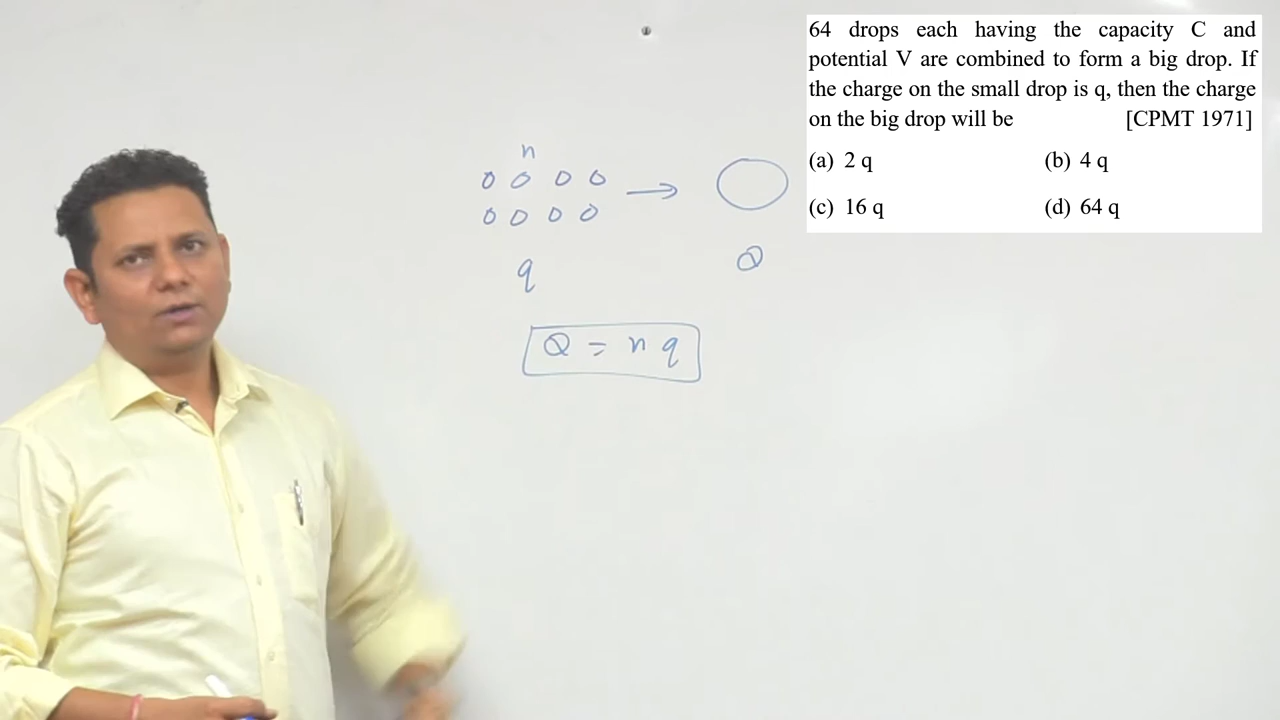 64 drops each having the capacity C and
potential V are combined to form a big drop. If
the charge on the small drop is q, then the charge
on the big drop will be [CPMT 1971]
(a) 2 q (b) 4 q
(c) 16 q (d) 64 q
n
q Q
Q = n q